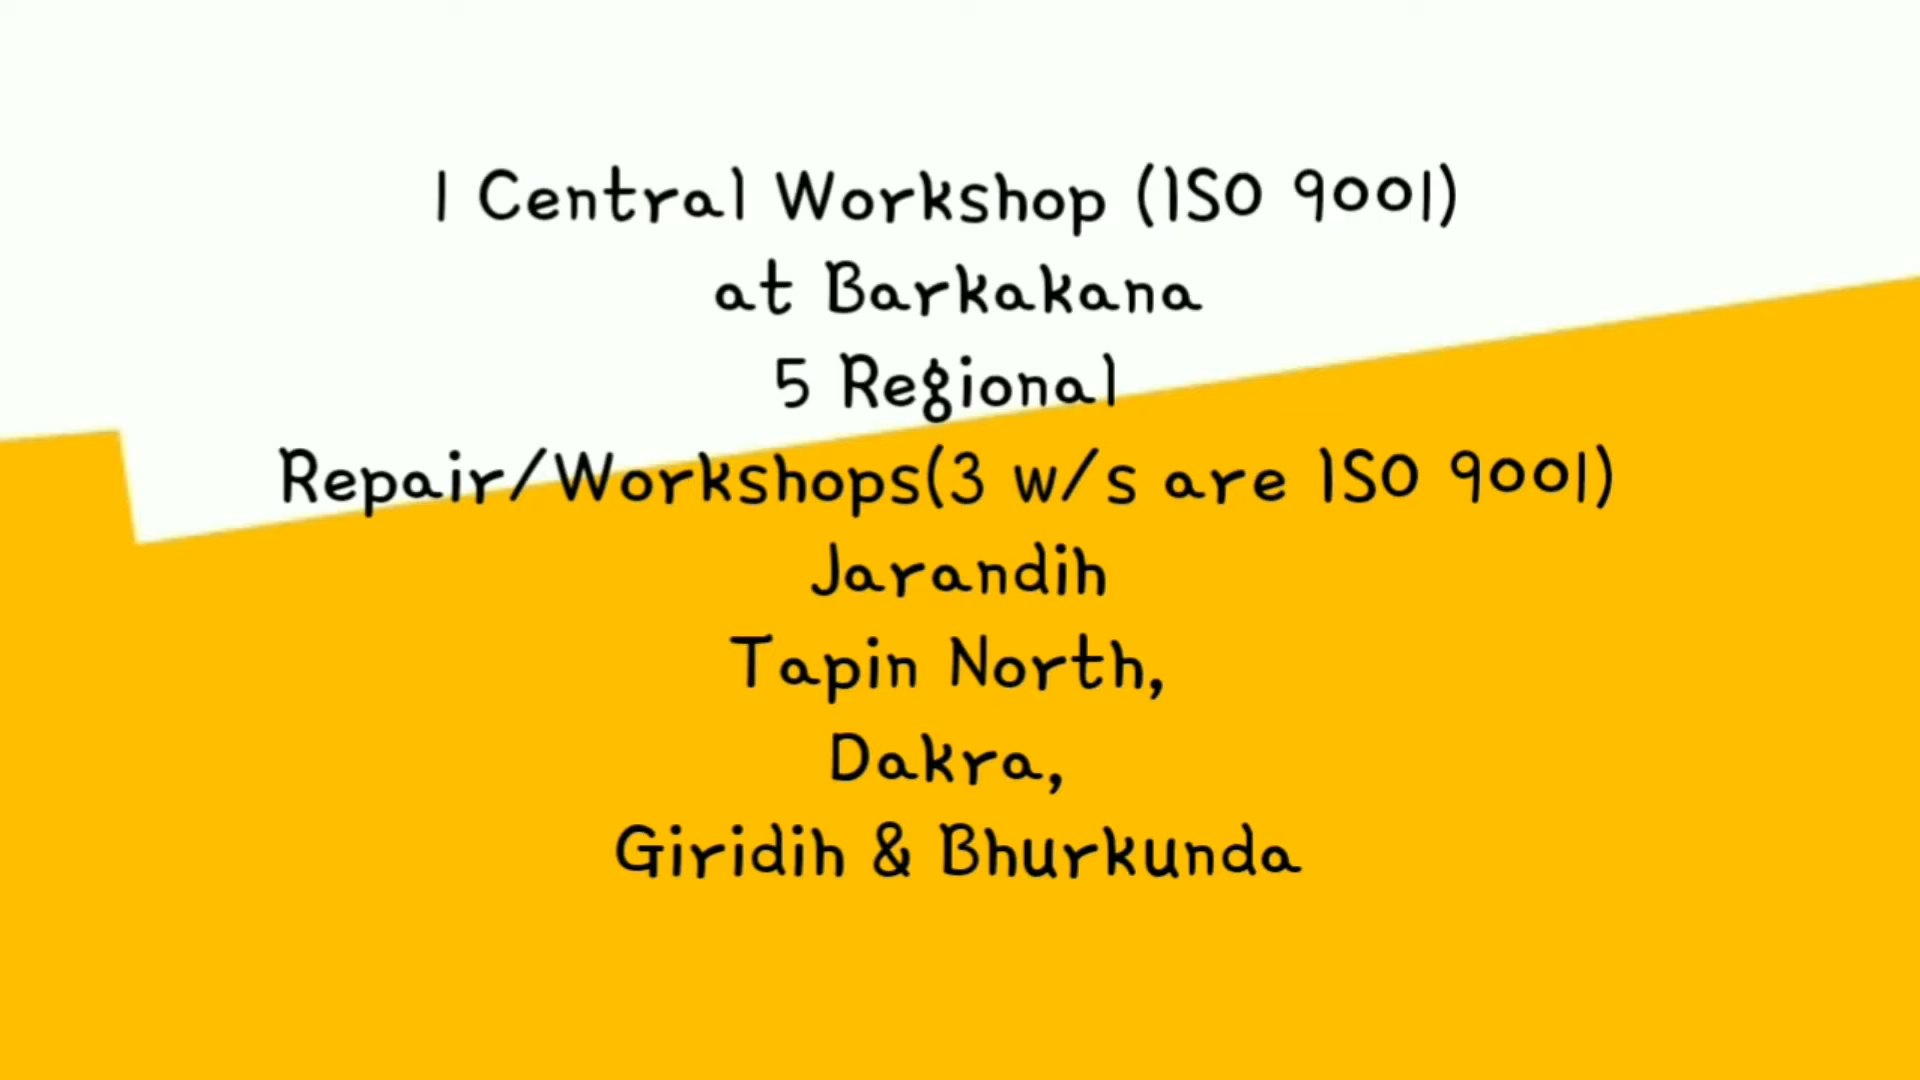 1 Central Workshop (ISO 9001)
at Barkakana
5 Regional
Repair/Workshops(3 w/s are ISO 9001)
Jarandih
Tapin North,
Dakra,
Giridih & Bhurkunda